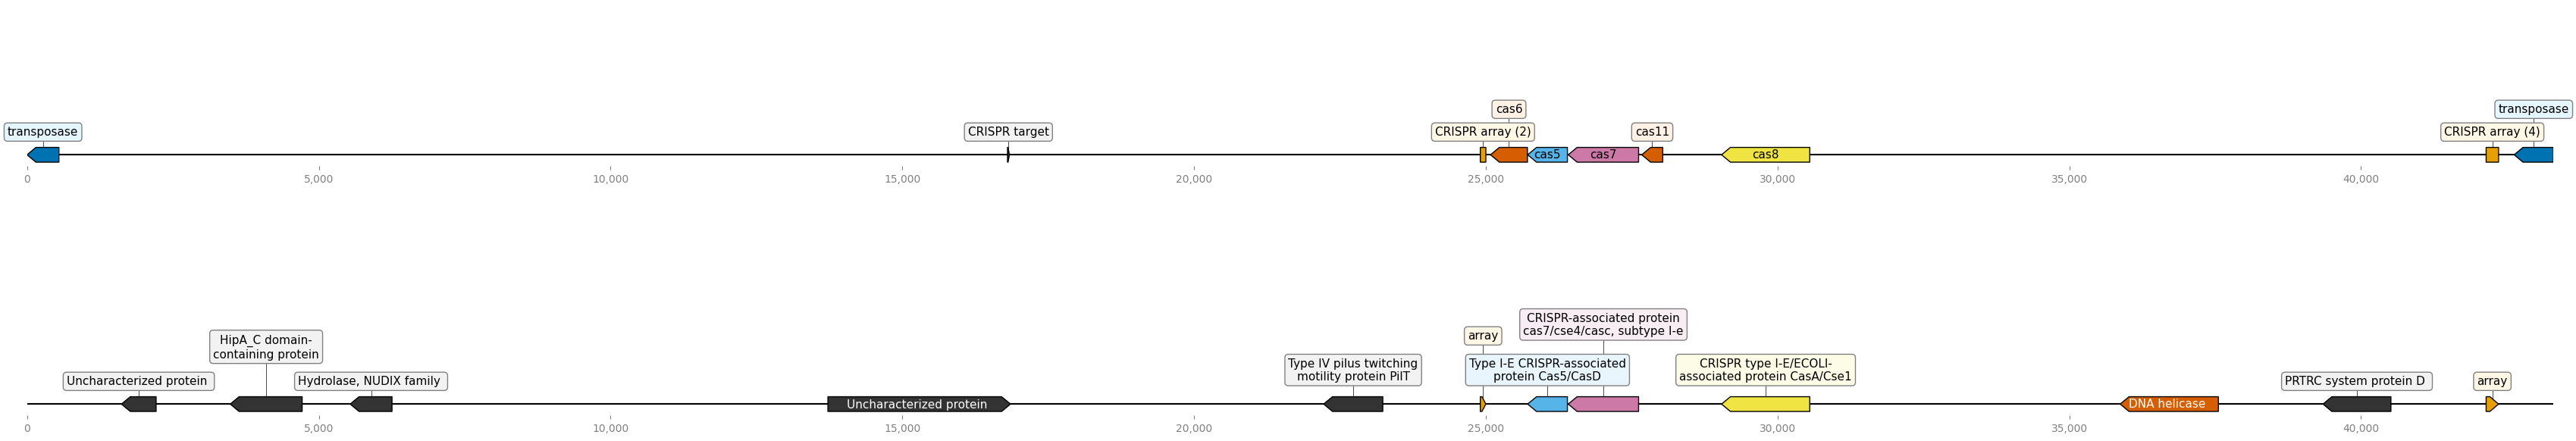 cas6
transposase
transposase
CRISPR target
CRISPR array (2)
cas11
CRISPR array (4)
cas5
cas7
cas8
0
5,000
10,000
15,000
20,000
25,000
30,000
35,000
40,000
CRISPR-associated protein
cas7/cse4/casc, subtype I-e
array
HipA_C domain-
containing protein
Type IV pilus twitching
motility protein PilT
Type I-E CRISPR-associated
protein Cas5/CasD
CRISPR type I-E/ECOLI-
associated protein CasA/Cse1
Uncharacterized protein
Hydrolase, NUDIX family
PRTRC system protein D
array
Uncharacterized protein
DNA helicase
0
5,000
10,000
15,000
20,000
25,000
30,000
35,000
40,000